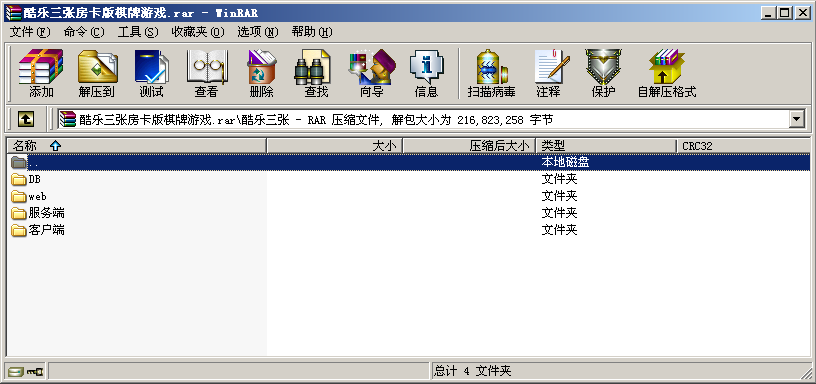 酷乐三张房卡版棋牌游戏.rar - WinRAR
文件(F) 命令(C) 工具(S) 收藏夹(O) 选项(N) 帮助(H)
添加 解压到 测试 查看 删除 查找 向导 信息 扫描病毒 注释 保护 自解压格式
酷乐三张房卡版棋牌游戏.rar\酷乐三张 - RAR 压缩文件, 解包大小为 216,823,258 字节
名称 大小 压缩后大小 类型 CRC32
.. 本地磁盘
DB 文件夹
web 文件夹
服务端 文件夹
客户端 文件夹
总计 4 文件夹